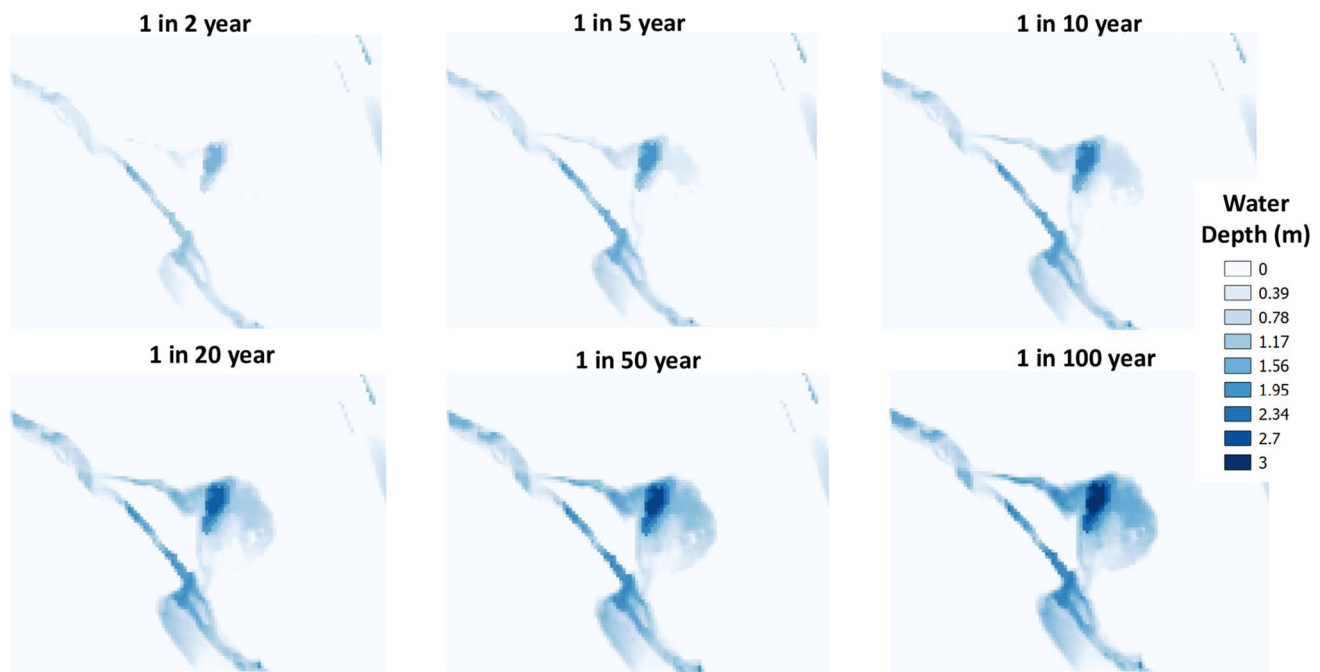 1 in 2 year
1 in 5 year
1 in 10 year
Water
Depth (m)
0
0.39
0.78
1.17
1.56
1.95
2.34
2.7
3
1 in 20 year
1 in 50 year
1 in 100 year